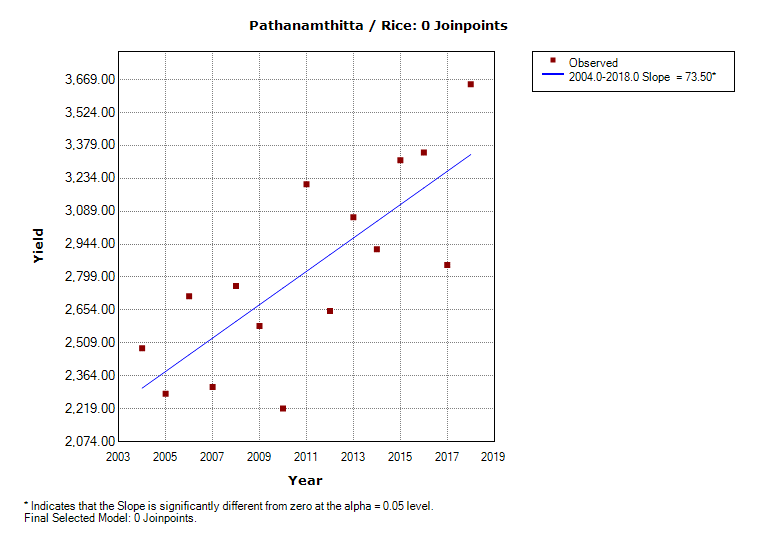 Pathanamthitta / Rice: 0 Joinpoints
Observed
2004.0-2018.0 Slope = 73.50*
3,669.00
3,524.00
3,379.00
3,234.00
3,089.00
2,944.00
2,799.00
2,654.00
2,509.00
2,364.00
2,219.00
2,074.00
Yield
2003 2005 2007 2009 2011 2013 2015 2017 2019
Year
* Indicates that the Slope is significantly different from zero at the alpha = 0.05 level.
Final Selected Model: 0 Joinpoints.